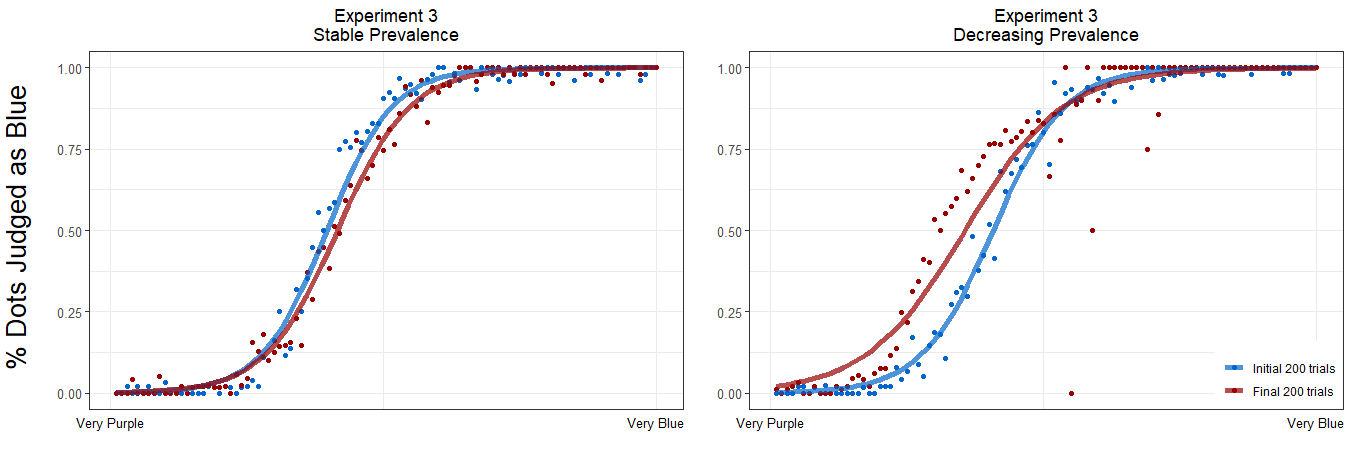 Experiment 3
Stable Prevalence
Experiment 3
Decreasing Prevalence
% Dots Judged as Blue
1.00
0.75
0.50
0.25
0.00
Very Purple
Very Blue
1.00
0.75
0.50
0.25
0.00
Very Purple
Very Blue
Initial 200 trials
Final 200 trials